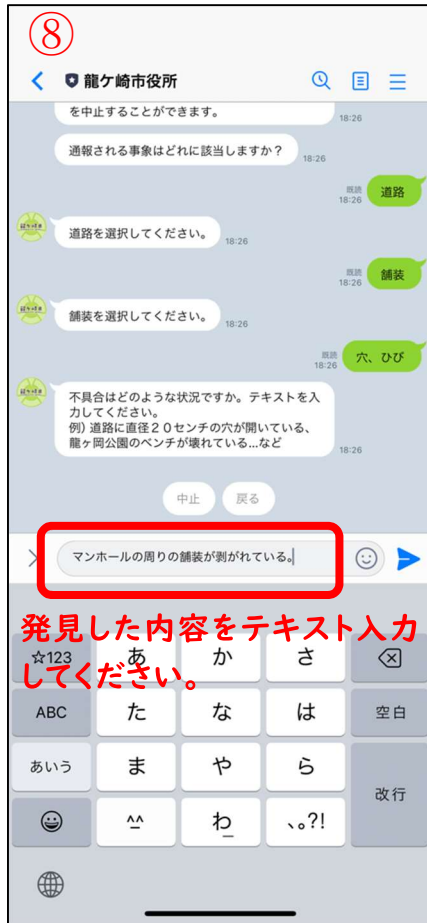 ⑧
龍ケ崎市役所
を中止することができます。
18:26
通報される事象はどれに該当しますか？
18:26
既読
18:26
道路
道路を選択してください。
18:26
既読
18:26
舗装
舗装を選択してください。
18:26
既読
18:26
穴、ひび
不具合はどのような状況ですか。テキストを入
力してください。
例）道路に直径２０センチの穴が開いている、
龍ヶ岡公園のベンチが壊れている...など
18:26
中止
戻る
マンホールの周りの舗装が剥がれている。
発見した内容をテキスト入力
してください。
☆123
あ
か
さ
ABC
た
な
は
空白
あいう
ま
や
ら
改行
^^
わ
、。?!